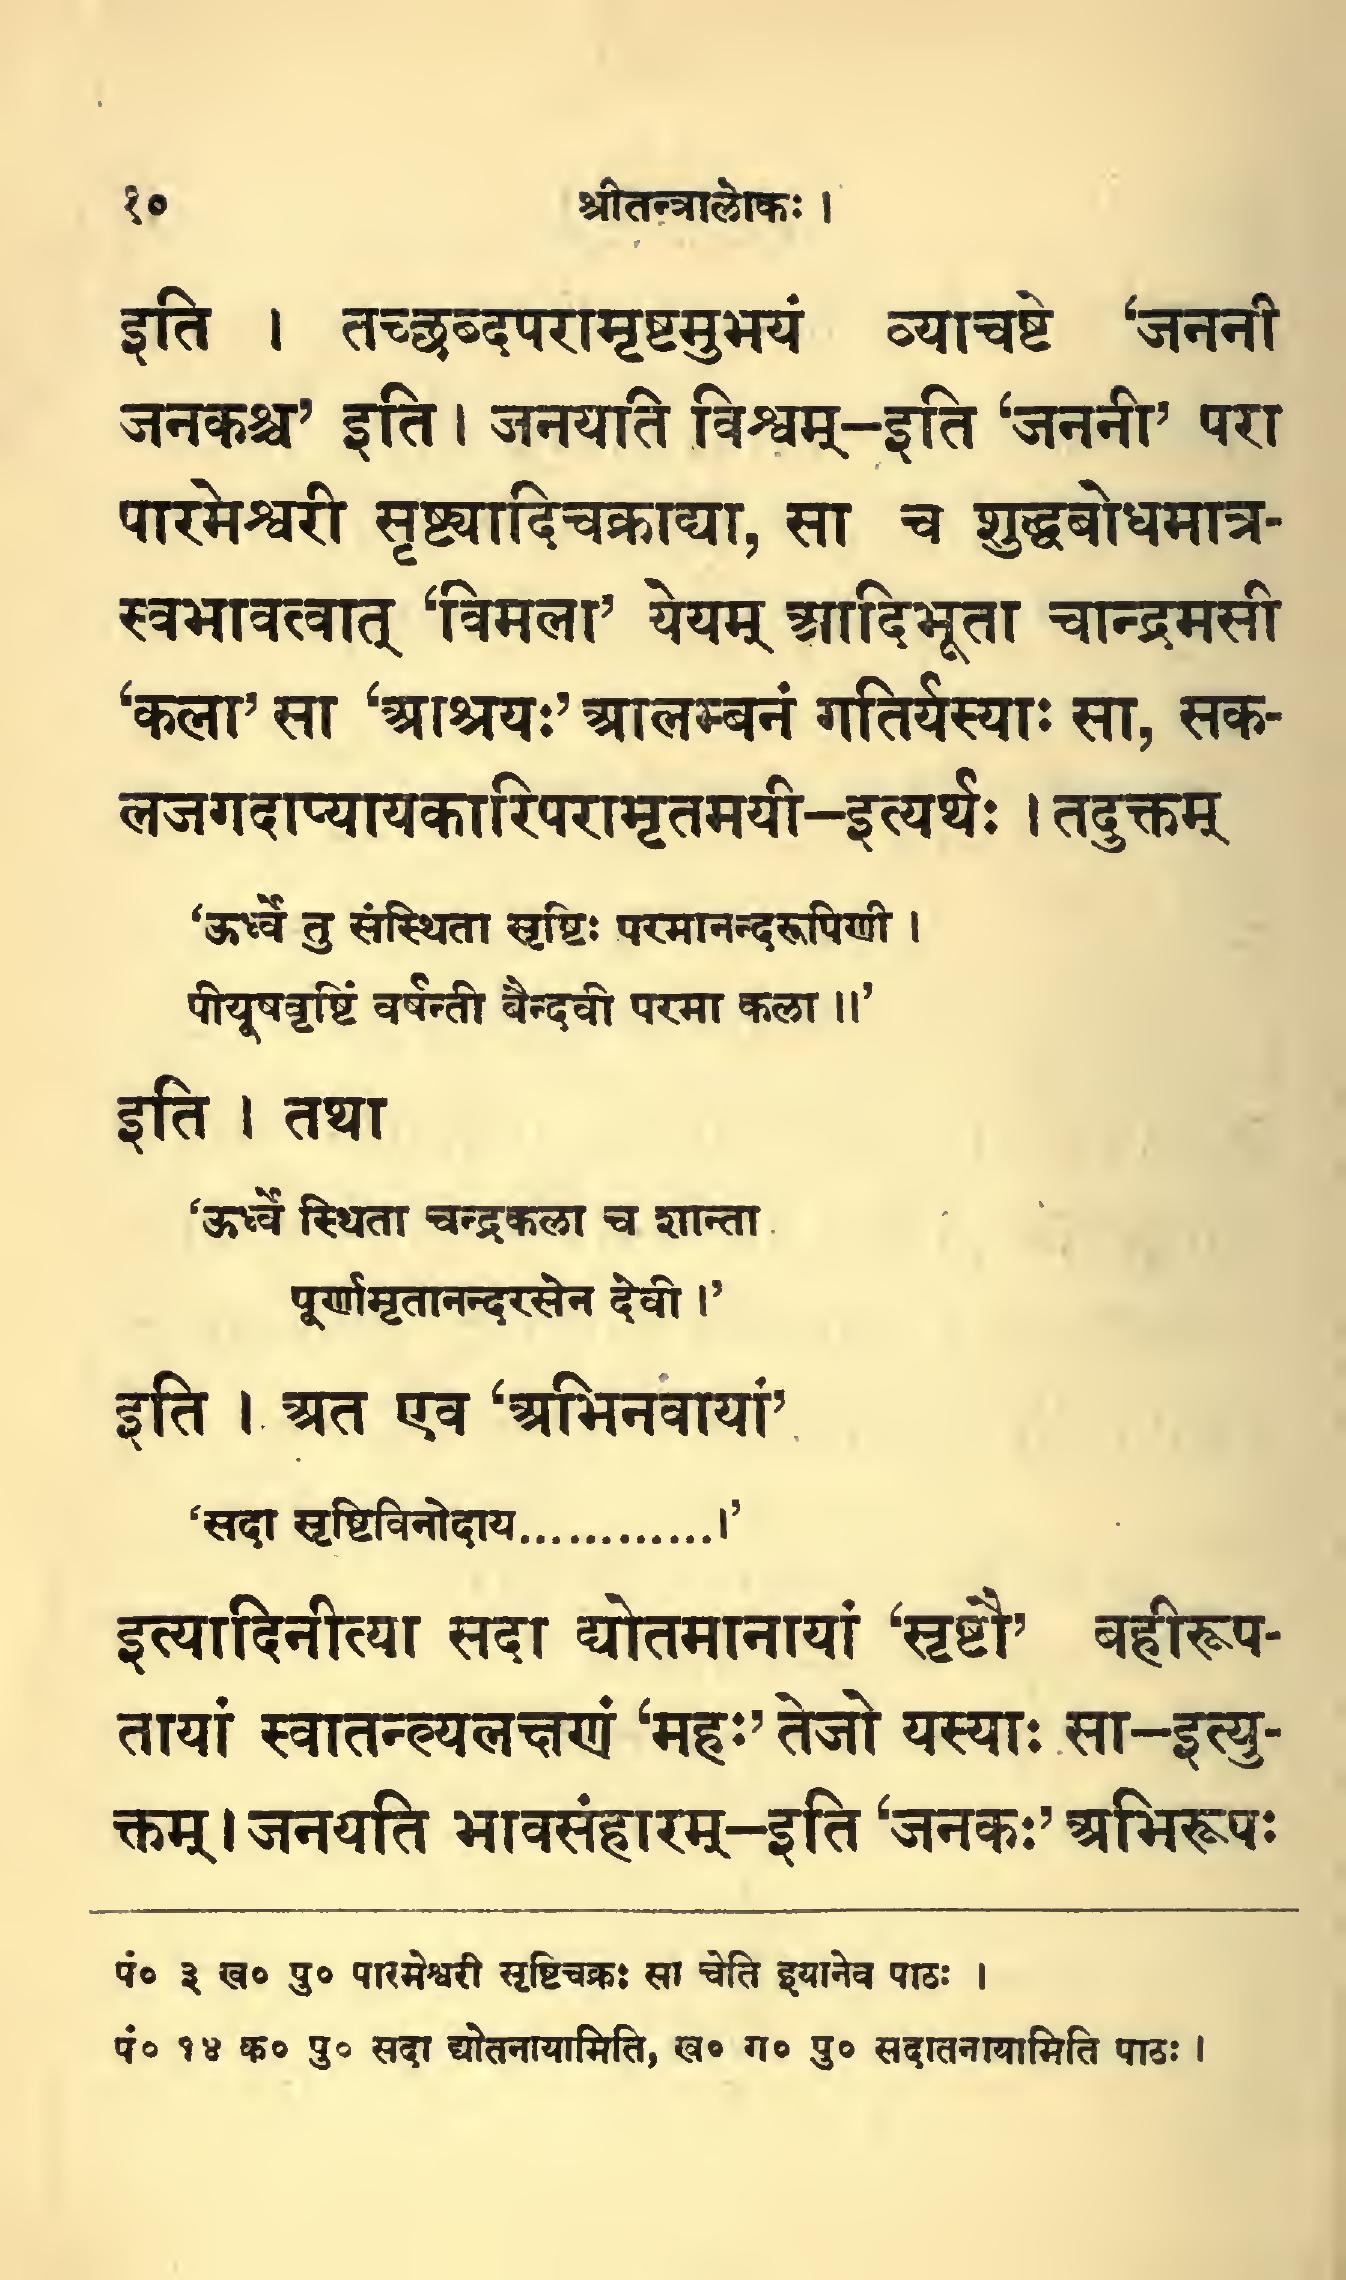 १० श्रीतन्त्रालोकः ।
इति । तच्छब्दपरामृष्टमुभयं व्याचष्टे ‘जननी
जनकश्च’ इति । जनयति विश्वम्—इति ‘जननी’ परा
पारमेश्वरी सृष्ट्यादिचक्राद्या, सा च शुद्धबोधमात्र-
स्वभावत्वात् ‘विमला’ येयम् आदिभूता चान्द्रमसी
‘कला’ सा ‘आश्रयः’ आलम्बनं गतिर्यस्याः सा, सक-
लजगदाप्यायकारिपरामृतमयी—इत्यर्थः । तदुक्तम्
‘ऊर्ध्वे तु संस्थिता सृष्टिः परमानन्दरूपिणी ।
पीयूषवृष्टिं वर्षन्ती बैन्दवी परमा कला ॥’
इति । तथा
‘ऊर्ध्वे स्थिता चन्द्रकला च शान्ता
पूर्णामृतानन्दरसेन देवी ।’
इति । अत एव ‘अभिनवायां’
‘सदा सृष्टिविनोदाय............।’
इत्यादिनीत्या सदा द्योतमानायां ‘सृष्टौ’ बहीरूप-
तायां स्वातन्त्र्यलक्षणं ‘महः’ तेजो यस्याः सा—इत्यु-
क्तम् । जनयति भावसंहारम्—इति ‘जनकः’ अभिरूपः
पं० ३ ख० पु० पारमेश्वरी सृष्टिचक्रः सा चेति इयानेव पाठः ।
पं० १४ क० पु० सदा द्योतनायामिति, ख० ग० पु० सदातनायामिति पाठः ।